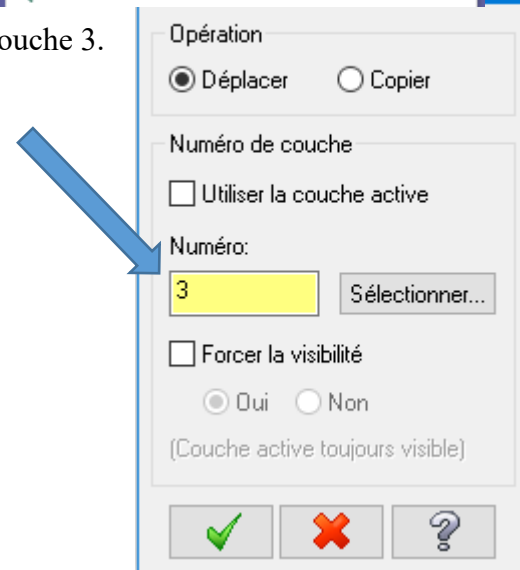 ouche 3.
Opération
Déplacer Copier
Numéro de couche
Utiliser la couche active
Numéro:
3 Sélectionner...
Forcer la visibilité
Oui Non
(Couche active toujours visible)